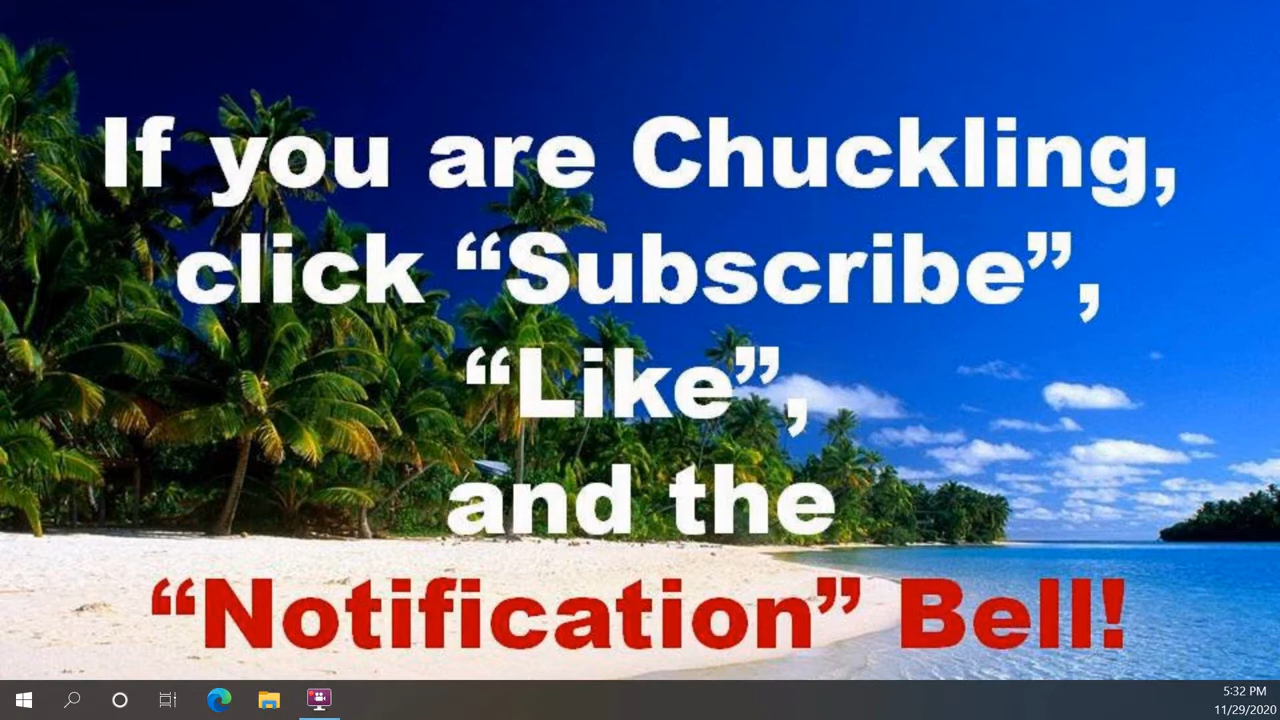 If you are Chuckling,
click “Subscribe”,
“Like”,
and the
“Notification” Bell!
5:32 PM
11/29/2020